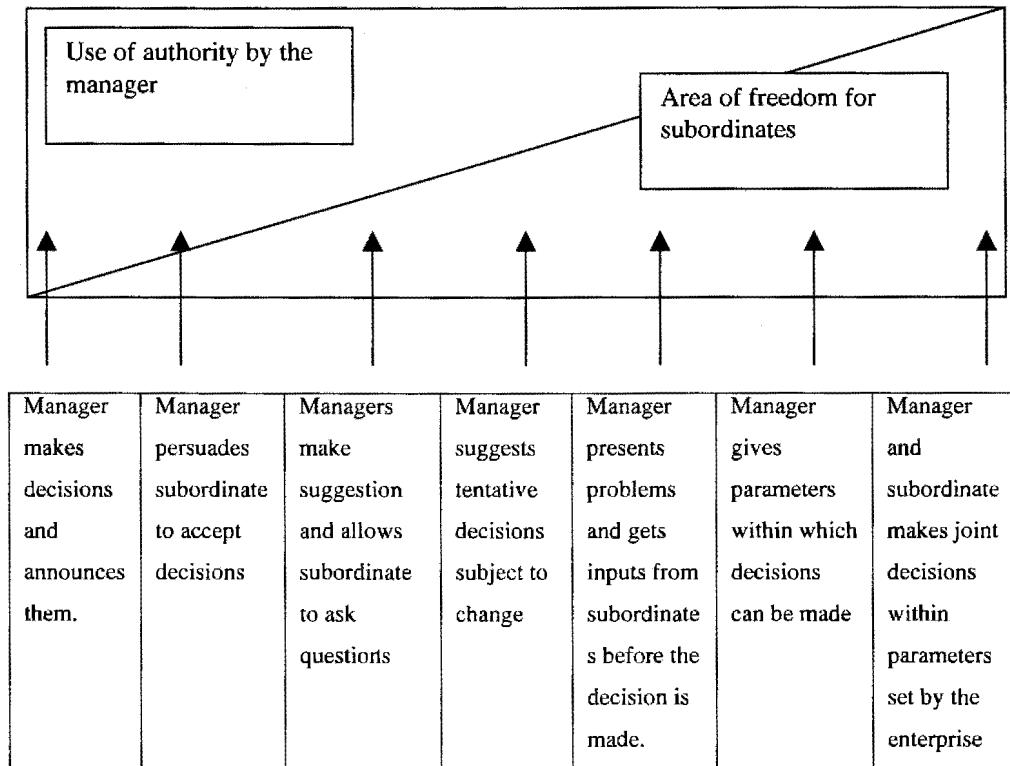 Use of authority by the
manager
Area of freedom for
subordinates
Manager
makes
decisions
and
announces
them.
Manager
persuades
subordinate
to accept
decisions
Managers
make
suggestion
and allows
subordinate
to ask
questions
Manager
suggests
tentative
decisions
subject to
change
Manager
presents
problems
and gets
inputs from
subordinate
s before the
decision is
made.
Manager
gives
parameters
within which
decisions
can be made
Manager
and
subordinate
makes joint
decisions
within
parameters
set by the
enterprise